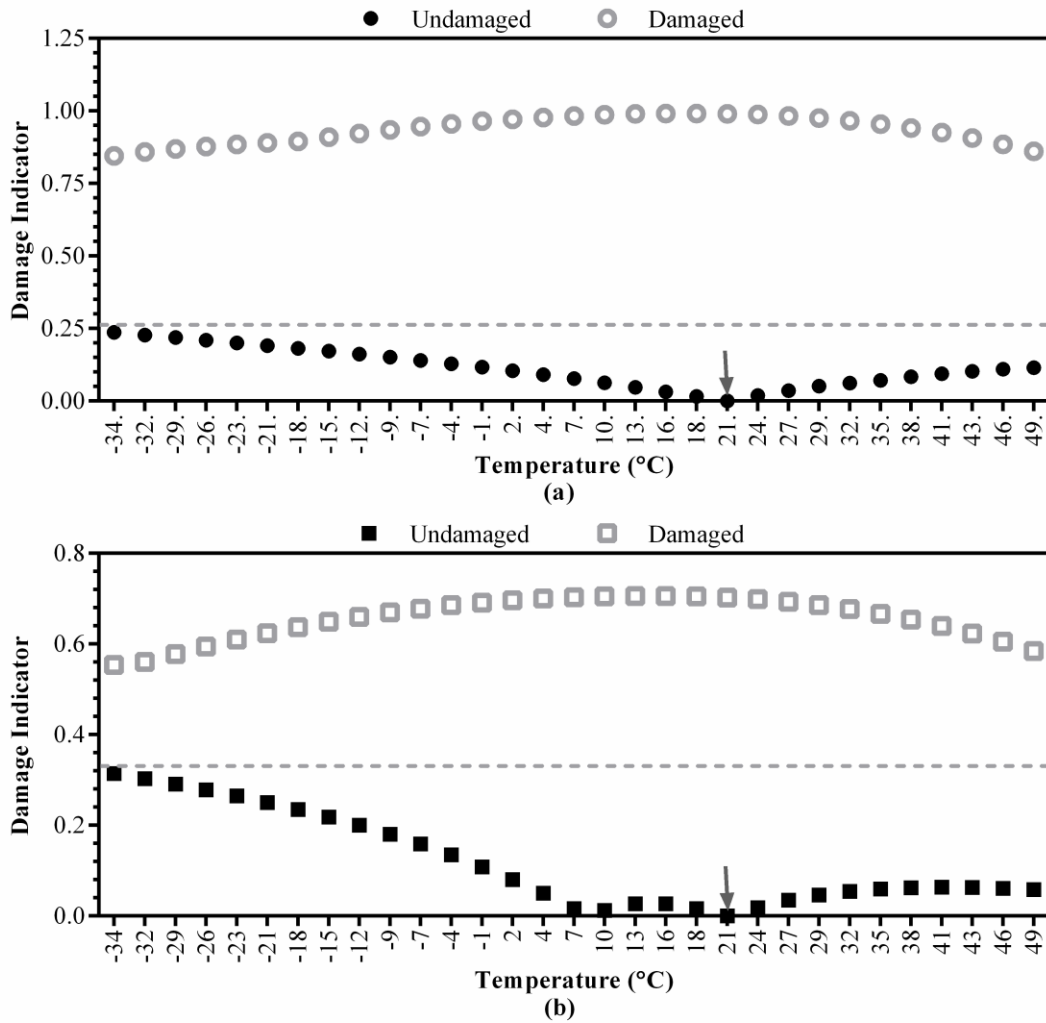 Undamaged Damaged
1.25
1.00
0.75
0.50
0.25
0.00
Damage Indicator
-34. -32. -29. -26. -23. -21. -18. -15. -12. -9. -7. -4. -1. 2. 4. 7. 10. 13. 16. 18. 21. 24. 27. 29. 32. 35. 38. 41. 43. 46. 49.
Temperature (°C)
(a)
Undamaged Damaged
0.8
0.6
0.4
0.2
0.0
Damage Indicator
-34 -32 -29 -26 -23 -21 -18 -15 -12 -9 -7 -4 -1 2 4 7 10 13 16 18 21 24 27 29 32 35 38 41 43 46 49
Temperature (°C)
(b)